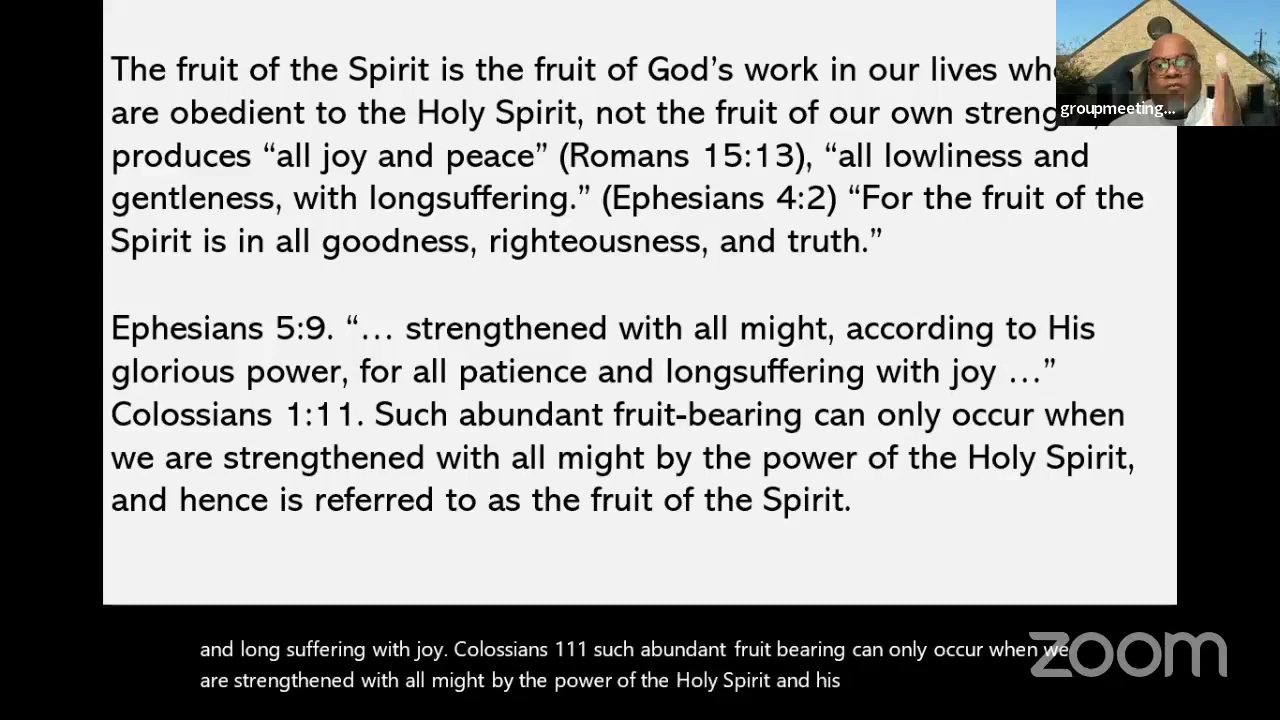 The fruit of the Spirit is the fruit of God’s work in our lives
are obedient to the Holy Spirit, not the fruit of our own
produces “all joy and peace” (Romans 15:13), “all lowliness and
gentleness, with longsuffering.” (Ephesians 4:2) “For the fruit of the
Spirit is in all goodness, righteousness, and truth.”
Ephesians 5:9. “… strengthened with all might, according to His
glorious power, for all patience and longsuffering with joy …”
Colossians 1:11. Such abundant fruit-bearing can only occur when
we are strengthened with all might by the power of the Holy Spirit,
and hence is referred to as the fruit of the Spirit.
groupmeeting...
and long suffering with joy. Colossians 111 such abundant fruit bearing can only occur when we
are strengthened with all might by the power of the Holy Spirit and his
zoom